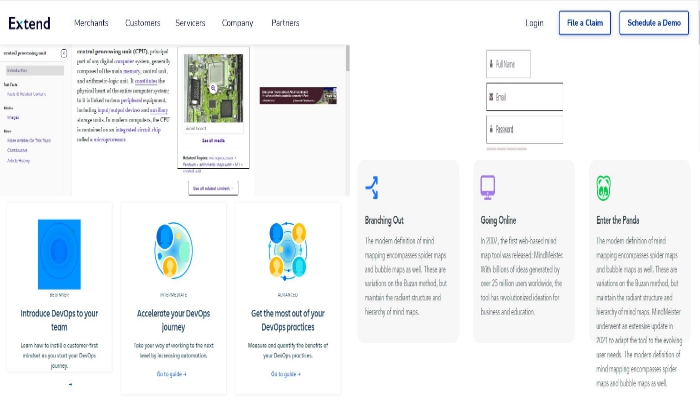 Extend
Merchants
Customers
Servicers
Company
Partners
Login
File a Claim
Schedule a Demo
central processing unit
Introduction
Images
Article History
central processing unit (CPU), principal
part of any digital computer system, generally
composed of the main memory, control unit,
and arithmetic-logic unit. It constitutes the
physical heart of the entire computer system;
to it is linked various peripheral equipment,
including input/output devices and auxiliary
storage units. In modern computers, the CPU
is contained on an integrated circuit chip
called a microprocessor.
See all media
Related Topics:
See all related content
Full Name
Email
Password
BEGINNER
Introduce DevOps to your
team
Learn how to instill a customer-first
mindset as you start your DevOps
journey.
→
INTERMEDIATE
Accelerate your DevOps
journey
Take your way of working to the next
level by increasing automation.
Go to guide →
ADVANCED
Get the most out of your
DevOps practices
Measure and quantify the benefits of
your DevOps practices.
Go to guide →
Branching Out
The modern definition of mind
mapping encompasses spider maps
and bubble maps as well. These are
variations on the Buzan method, but
maintain the radiant structure and
hierarchy of mind maps.
Going Online
In 2007, the first web-based mind
map tool was released: MindMeister.
With billions of ideas generated by
over 25 million users worldwide, the
tool has revolutionized ideation for
business and education.
Enter the Panda
The modern definition of mind
mapping encompasses spider maps
and bubble maps as well. These are
variations on the Buzan method, but
maintain the radiant structure and
hierarchy of mind maps. MindMeister
underwent an extensive update in
2021 to adapt the tool to the evolving
user needs. The modern definition of
mind mapping encompasses spider
maps and bubble maps as well.